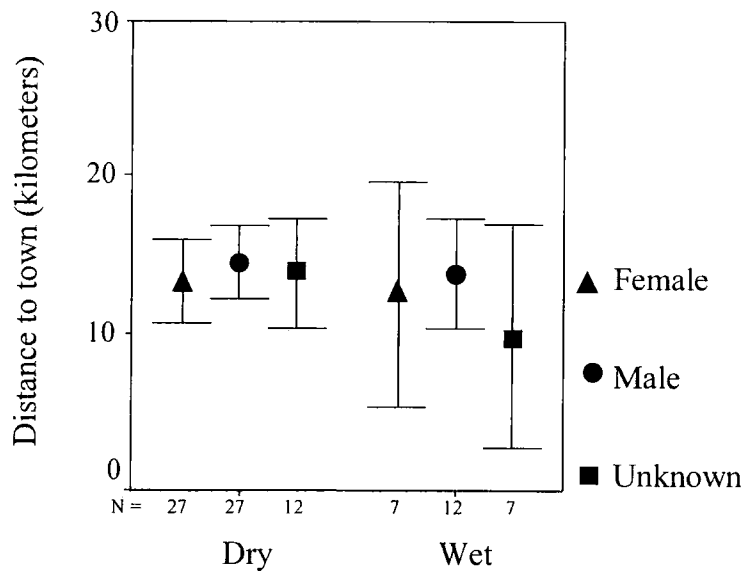 30
20
10
0
Distance to town (kilometers)
Female
Male
Unknown
N = 27 27 12 7 12 7
Dry Wet